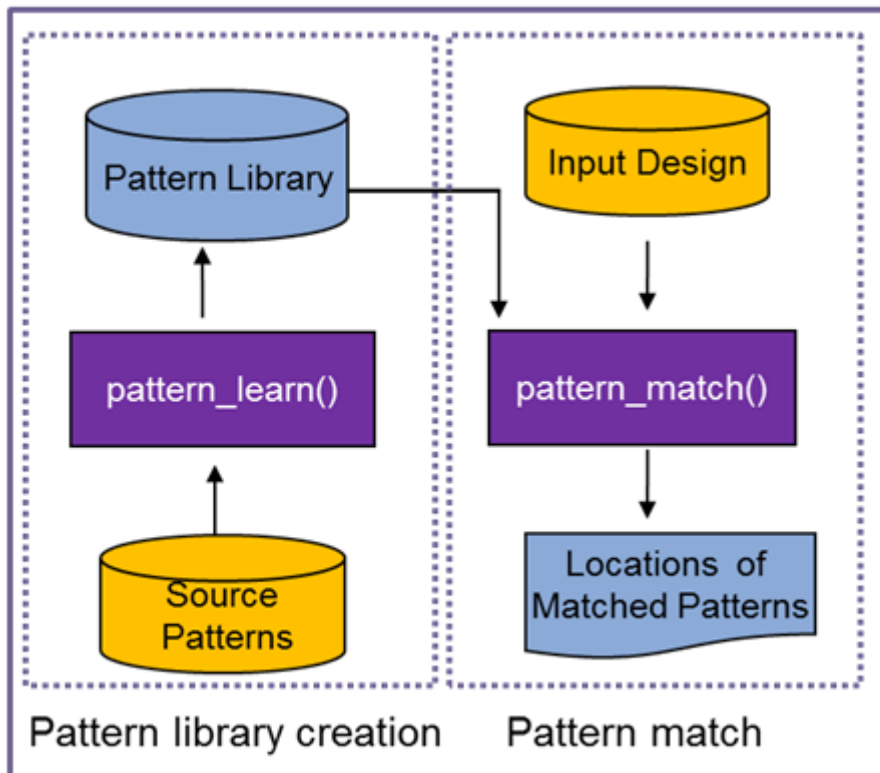 Pattern Library
pattern_learn()
Source
Patterns
Pattern library creation
Input Design
pattern_match()
Locations of
Matched Patterns
Pattern match